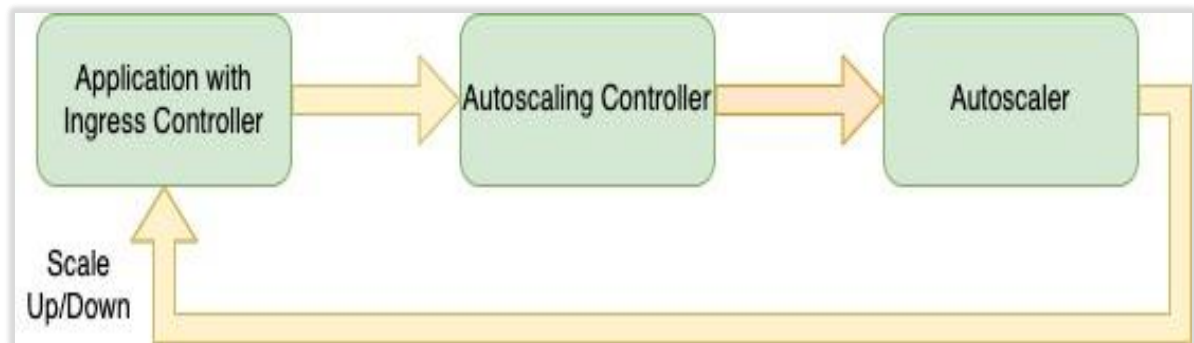 Application with
Ingress Controller
Autoscaling Controller
Autoscaler
Scale
Up/Down